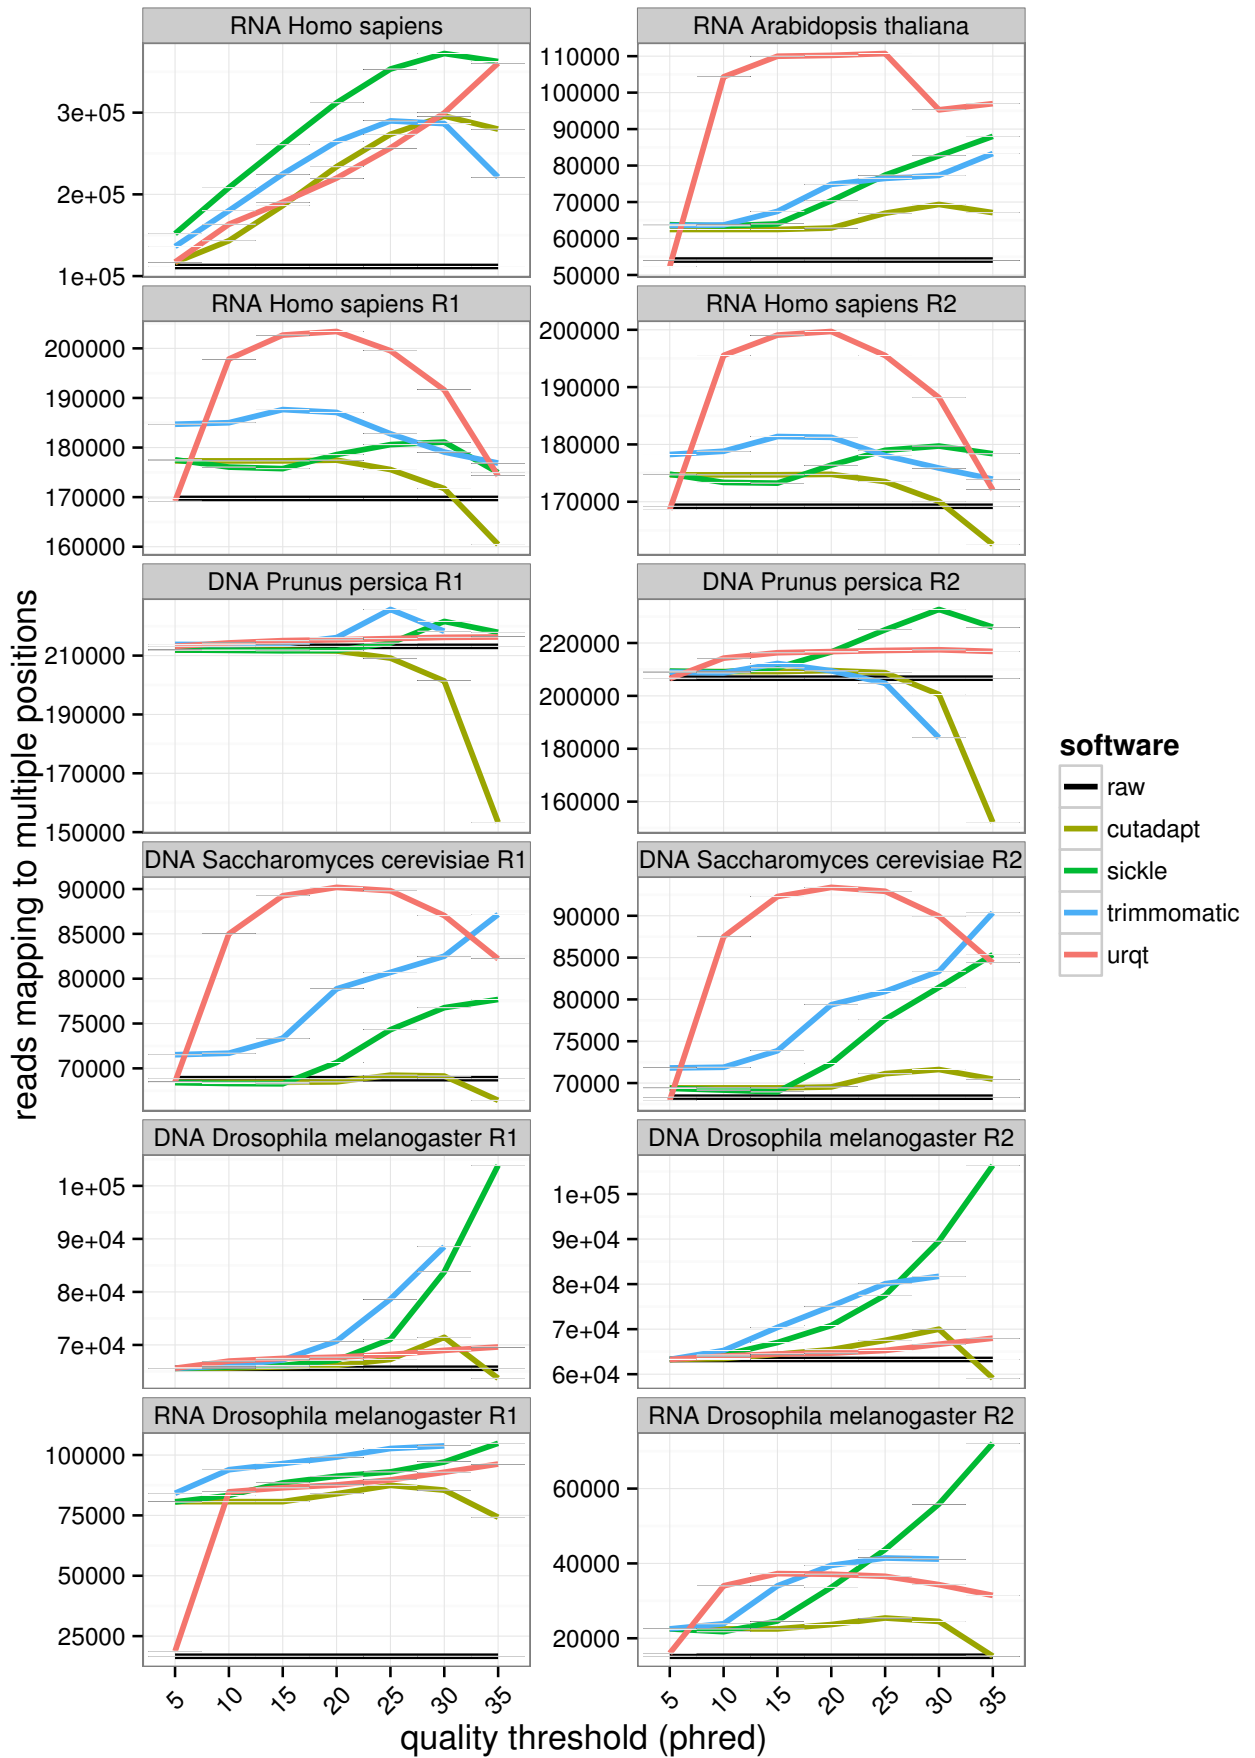 RNA Homo sapiens
RNA Arabidopsis thaliana
3e+05
2e+05
1e+05
110000
100000
90000
80000
70000
60000
50000
RNA Homo sapiens R1
RNA Homo sapiens R2
200000
190000
180000
170000
160000
200000
190000
180000
170000
DNA Prunus persica R1
DNA Prunus persica R2
210000
190000
170000
150000
220000
200000
180000
160000
DNA Saccharomyces cerevisiae R1
DNA Saccharomyces cerevisiae R2
90000
85000
80000
75000
70000
90000
85000
80000
75000
70000
DNA Drosophila melanogaster R1
DNA Drosophila melanogaster R2
1e+05
9e+04
8e+04
7e+04
1e+05
9e+04
8e+04
7e+04
6e+04
RNA Drosophila melanogaster R1
RNA Drosophila melanogaster R2
100000
75000
50000
25000
60000
40000
20000
5 10 15 20 25 30 35
5 10 15 20 25 30 35
quality threshold (phred)
reads mapping to multiple positions
software
raw
cutadapt
sickle
trimmomatic
urqt